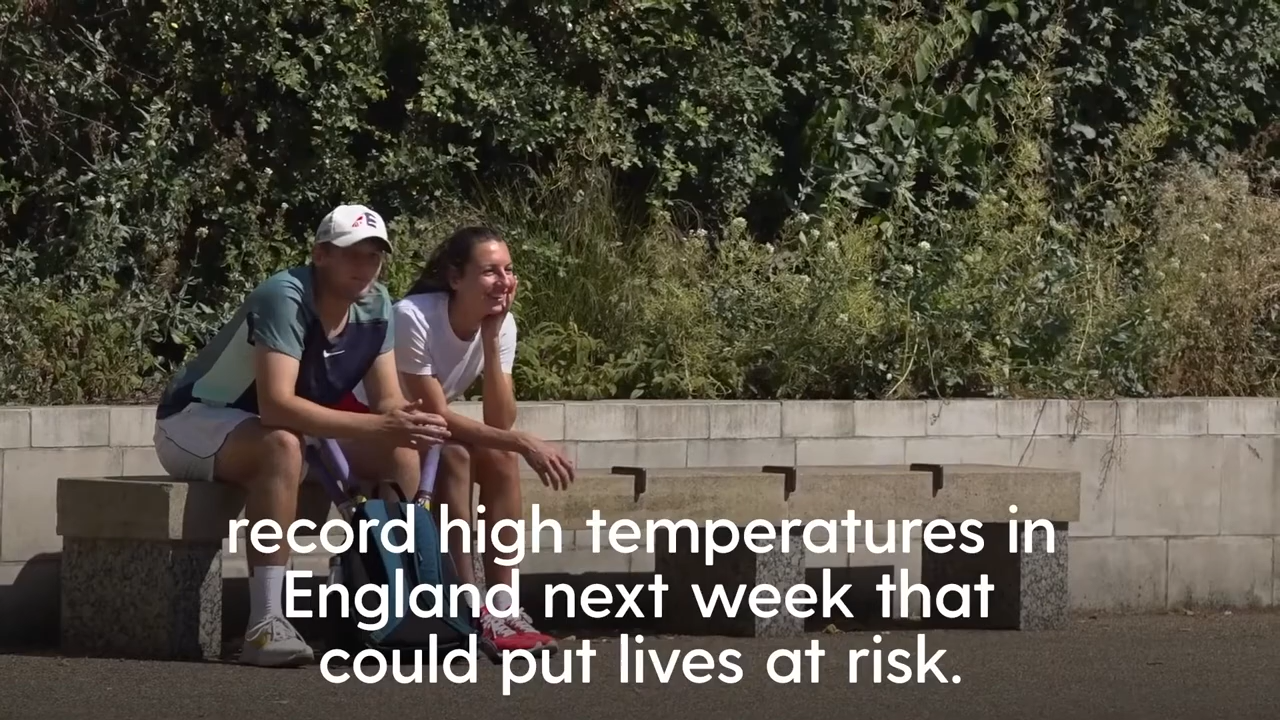 E
record high temperatures in
England next week that
could put lives at risk.